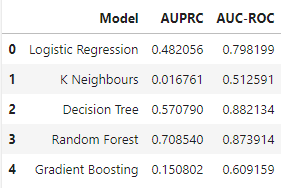 Model AUPRC AUC-ROC
0 Logistic Regression 0.482056 0.798199
1 K Neighbours 0.016761 0.512591
2 Decision Tree 0.570790 0.882134
3 Random Forest 0.708540 0.873914
4 Gradient Boosting 0.150802 0.609159